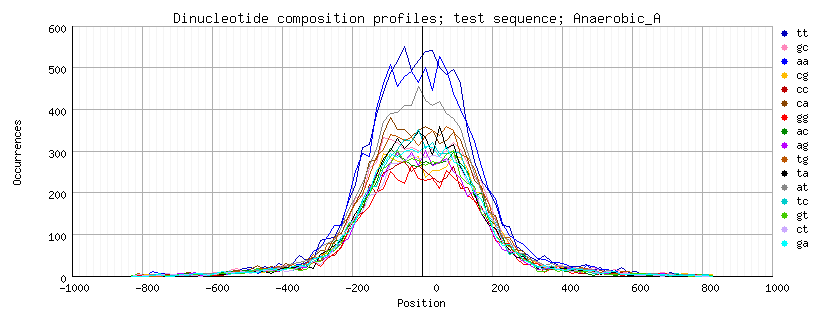 Dinucleotide composition profiles; test sequence; Anaerobic_A
600
500
400
300
200
100
0
Occurrences
-1000 -800 -600 -400 -200 0 200 400 600 800 1000
Position
tt
gc
aa
cg
cc
ca
gg
ac
ag
tg
ta
at
tc
gt
ct
ga